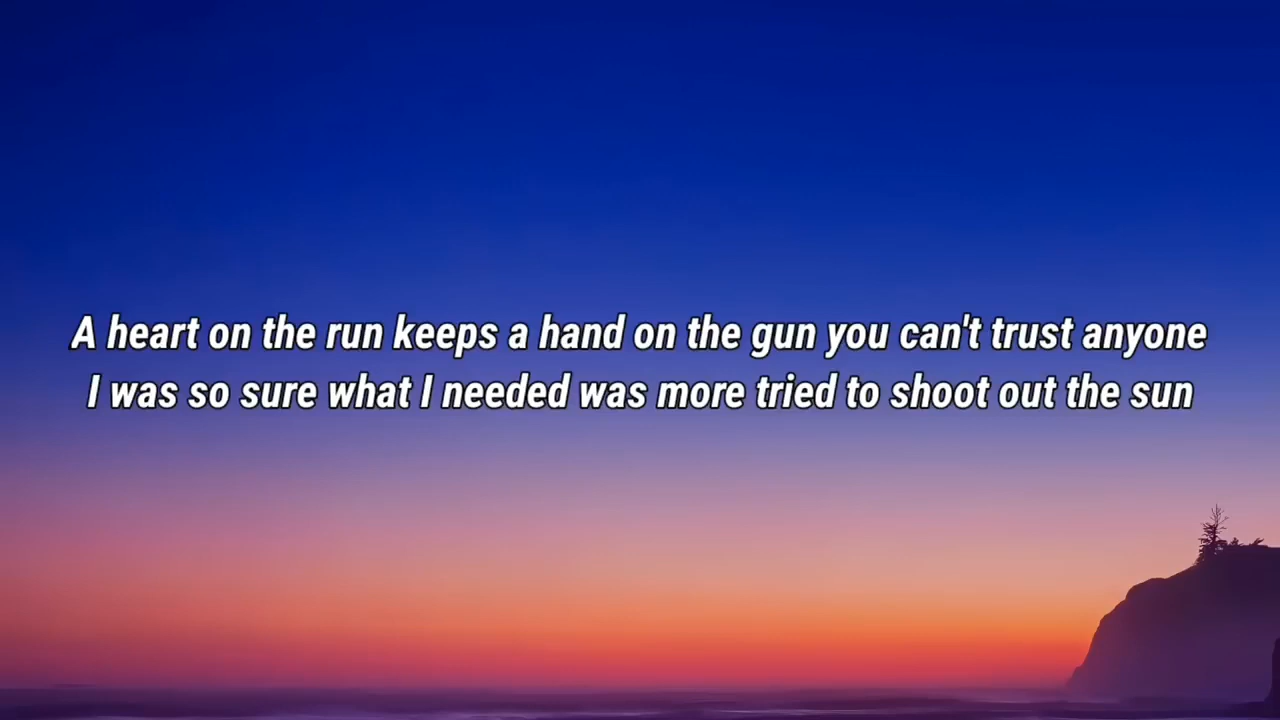 A heart on the run keeps a hand on the gun you can't trust anyone
I was so sure what I needed was more tried to shoot out the sun